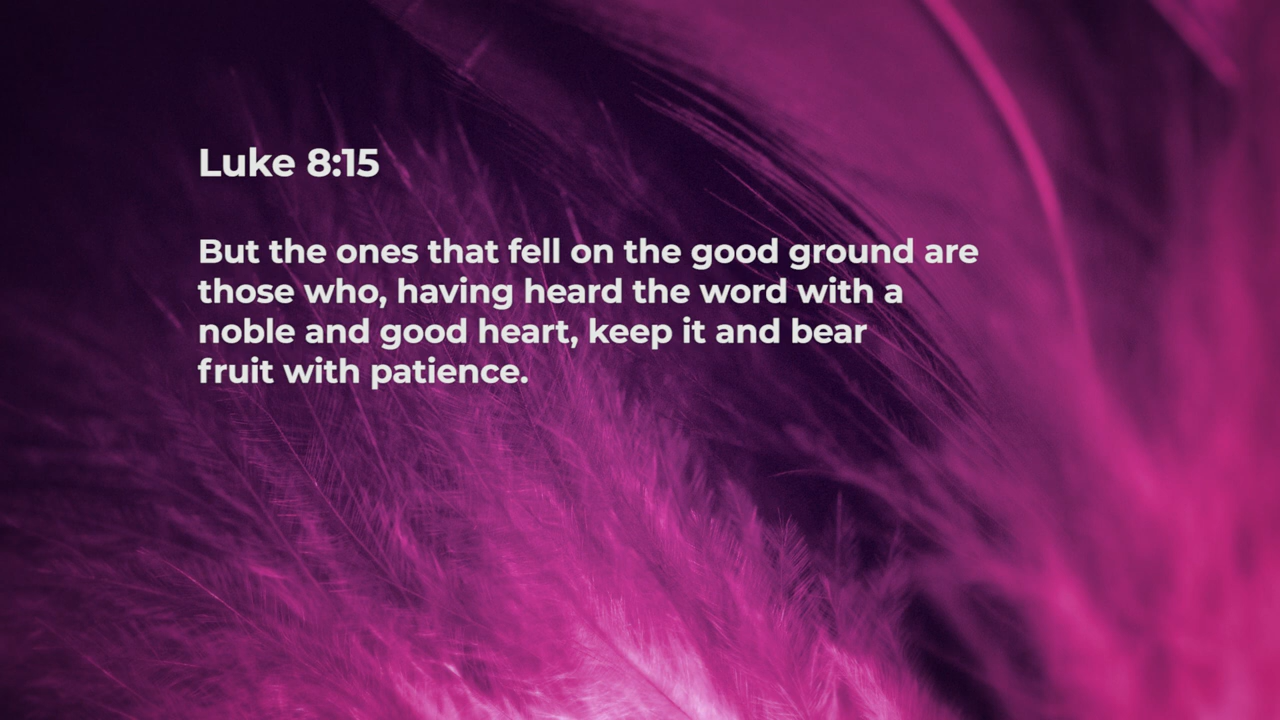 Luke 8:15
But the ones that fell on the good ground are
those who, having heard the word with a
noble and good heart, keep it and bear
fruit with patience.